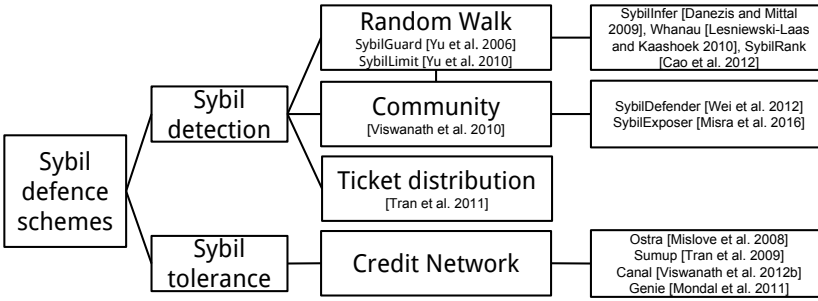 Sybil
defence
schemes
Sybil
detection
Random Walk
SybilGuard [Yu et al. 2006]
SybilLimit [Yu et al. 2010]
SybilInfer [Danezis and Mittal
2009], Whanau [Lesniewski-Laas
and Kaashoek 2010], SybilRank
[Cao et al. 2012]
Community
[Viswanath et al. 2010]
SybilDefender [Wei et al. 2012]
SybilExposer [Misra et al. 2016]
Ticket distribution
[Tran et al. 2011]
Sybil
tolerance
Credit Network
Ostra [Mislove et al. 2008]
Sumup [Tran et al. 2009]
Canal [Viswanath et al. 2012b]
Genie [Mondal et al. 2011]